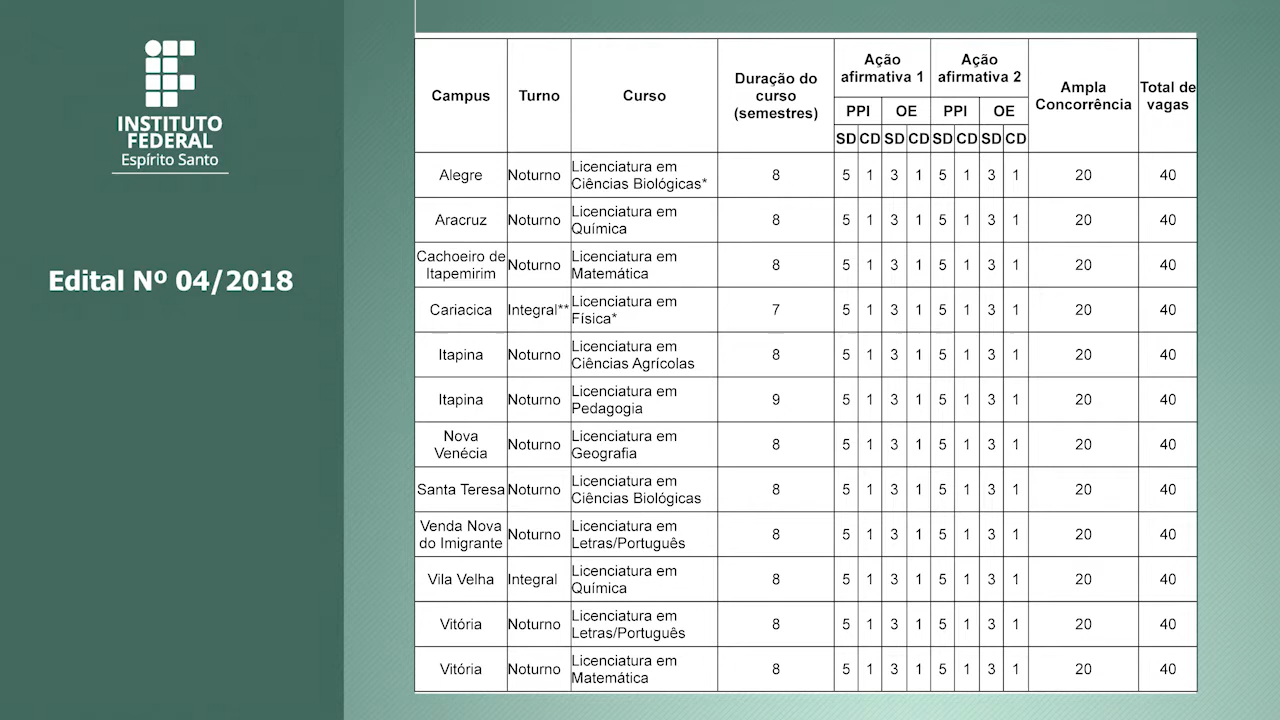 INSTITUTO
FEDERAL
Espírito Santo
Edital Nº 04/2018
Campus Turno Curso Duração do curso (semestres) Ação afirmativa 1 Ação afirmativa 2 Ampla Concorrência Total de vagas
PPI OE PPI OE
SD CD SD CD SD CD SD CD
Alegre Noturno Licenciatura em Ciências Biológicas* 8 5 1 3 1 5 1 3 1 20 40
Aracruz Noturno Licenciatura em Química 8 5 1 3 1 5 1 3 1 20 40
Cachoeiro de Itapemirim Noturno Licenciatura em Matemática 8 5 1 3 1 5 1 3 1 20 40
Cariacica Integral** Licenciatura em Física* 7 5 1 3 1 5 1 3 1 20 40
Itapina Noturno Licenciatura em Ciências Agrícolas 8 5 1 3 1 5 1 3 1 20 40
Itapina Noturno Licenciatura em Pedagogia 9 5 1 3 1 5 1 3 1 20 40
Nova Venécia Noturno Licenciatura em Geografia 8 5 1 3 1 5 1 3 1 20 40
Santa Teresa Noturno Licenciatura em Ciências Biológicas 8 5 1 3 1 5 1 3 1 20 40
Venda Nova do Imigrante Noturno Licenciatura em Letras/Português 8 5 1 3 1 5 1 3 1 20 40
Vila Velha Integral Licenciatura em Química 8 5 1 3 1 5 1 3 1 20 40
Vitória Noturno Licenciatura em Letras/Português 8 5 1 3 1 5 1 3 1 20 40
Vitória Noturno Licenciatura em Matemática 8 5 1 3 1 5 1 3 1 20 40